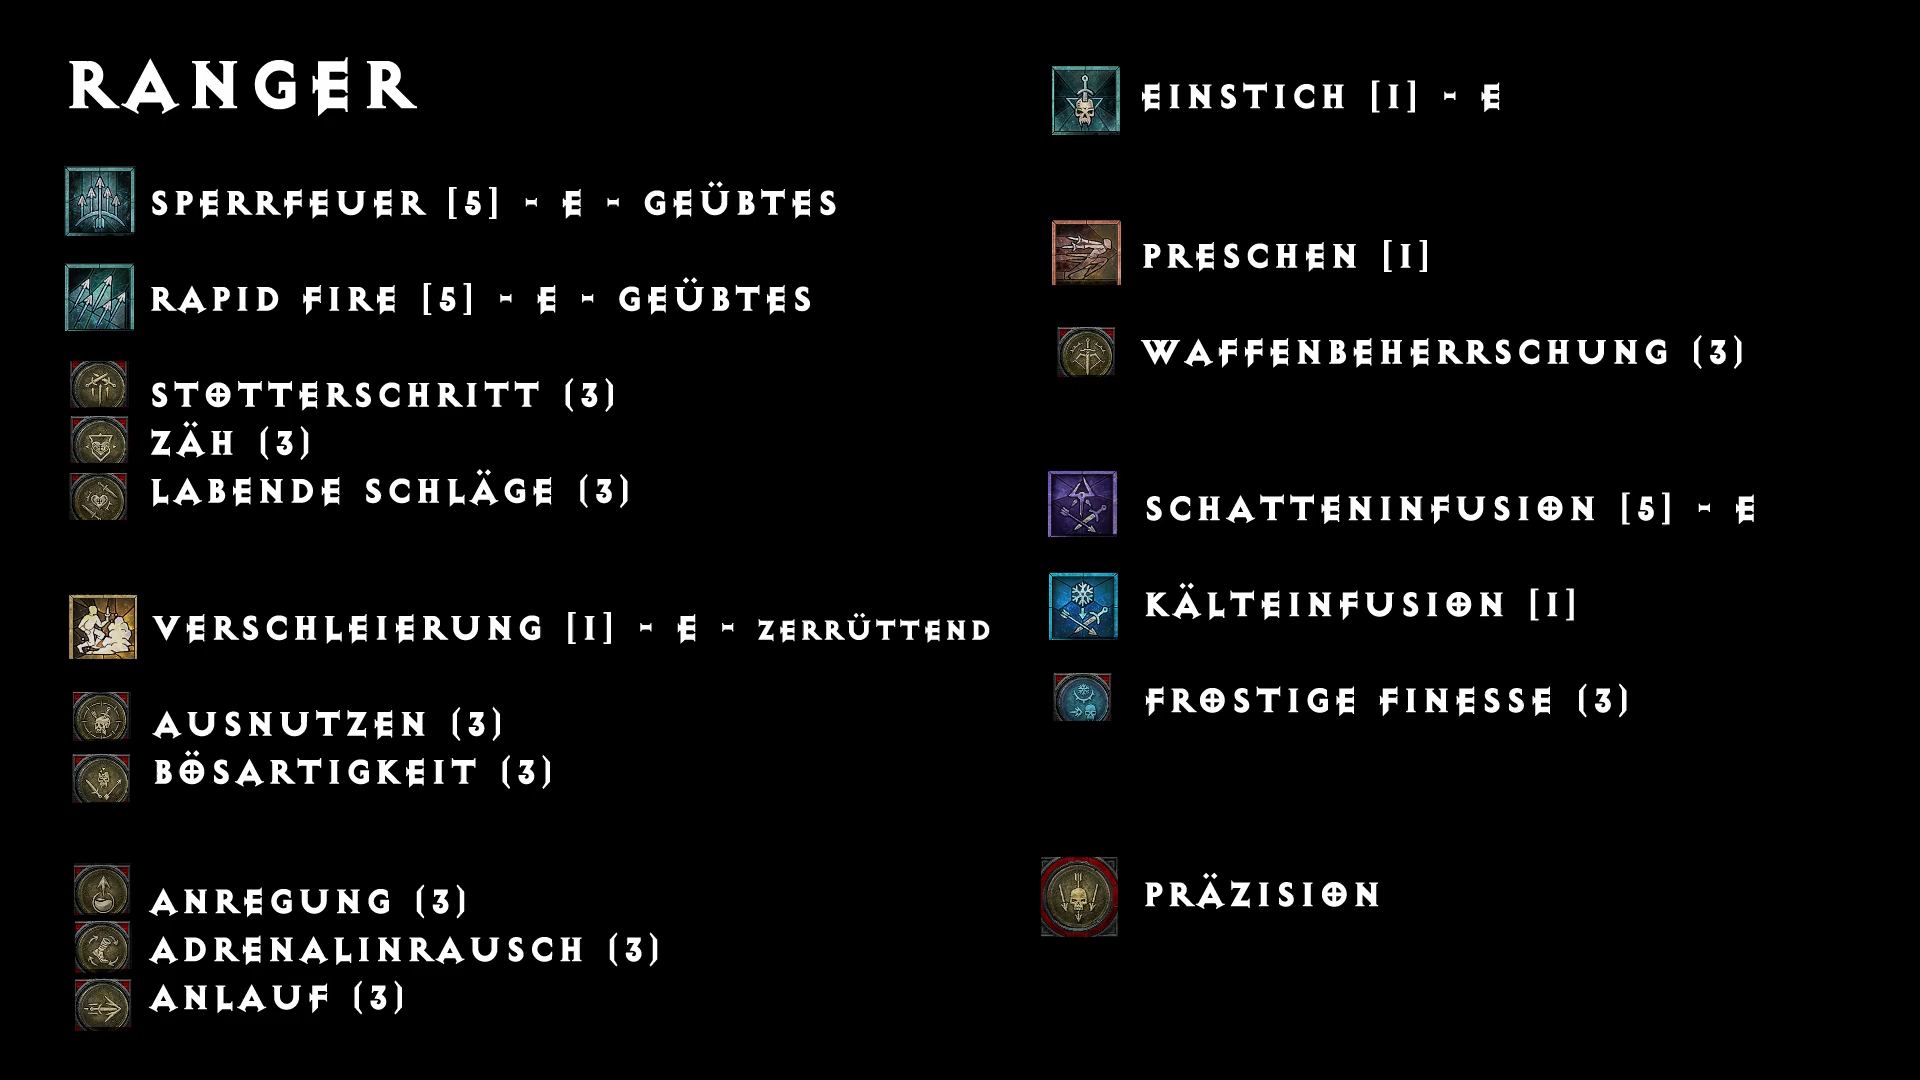 RANGER
SPERRFEUER [5] - E - GEÜBTES
RAPID FIRE [5] - E - GEÜBTES
STOTTERSCHRITT (3)
ZÄH (3)
LABENDE SCHLÄGE (3)
VERSCHLEIERUNG [1] - E - ZERRÜTTEND
AUSNUTZEN (3)
BÖSARTIGKEIT (3)
ANREGUNG (3)
ADRENALINRAUSCH (3)
ANLAUF (3)
EINSTICH [1] - E
PRESCHEN [1]
WAFFENBEHERRSCHUNG (3)
SCHATTENINFUSION [5] - E
KÄLTEINFUSION [1]
FROSTIGE FINESSE (3)
PRÄZISION